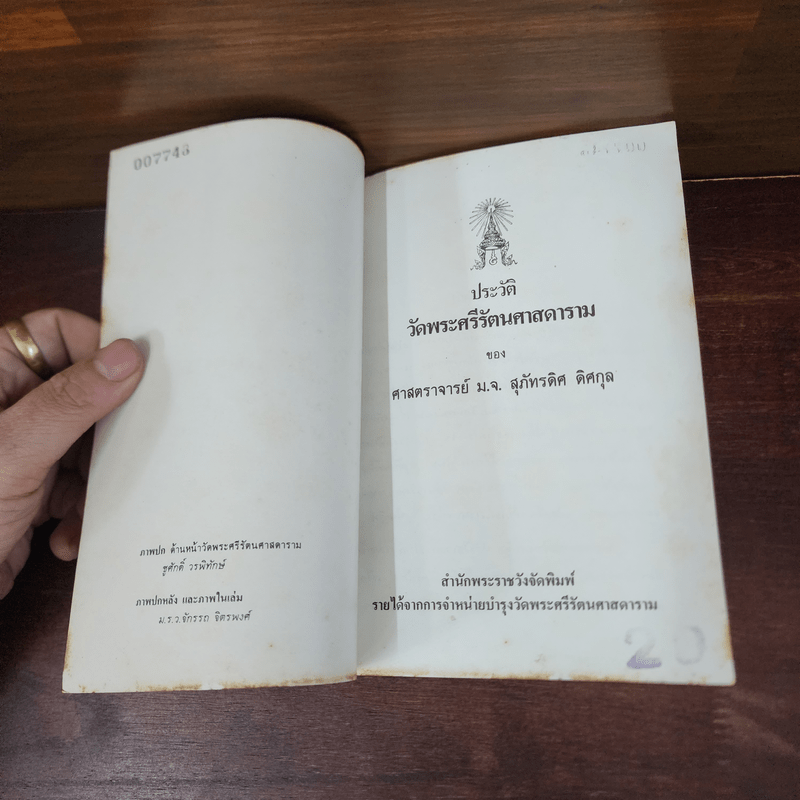 007748
ภาพปก ด้านหน้าวัดพระศรีรัตนศาสดาราม
ชูศักดิ์ วรพิทักษ์
ภาพปกหลัง และภาพในเล่ม
ม.ร.ว.จักรรถ จิตรพงศ์
ประวัติ
วัดพระศรีรัตนศาสดาราม
ของ
ศาสตราจารย์ ม.จ. สุภัทรดิศ ดิศกุล
สำนักพระราชวังจัดพิมพ์
รายได้จากการจำหน่ายบำรุงวัดพระศรีรัตนศาสดาราม
20